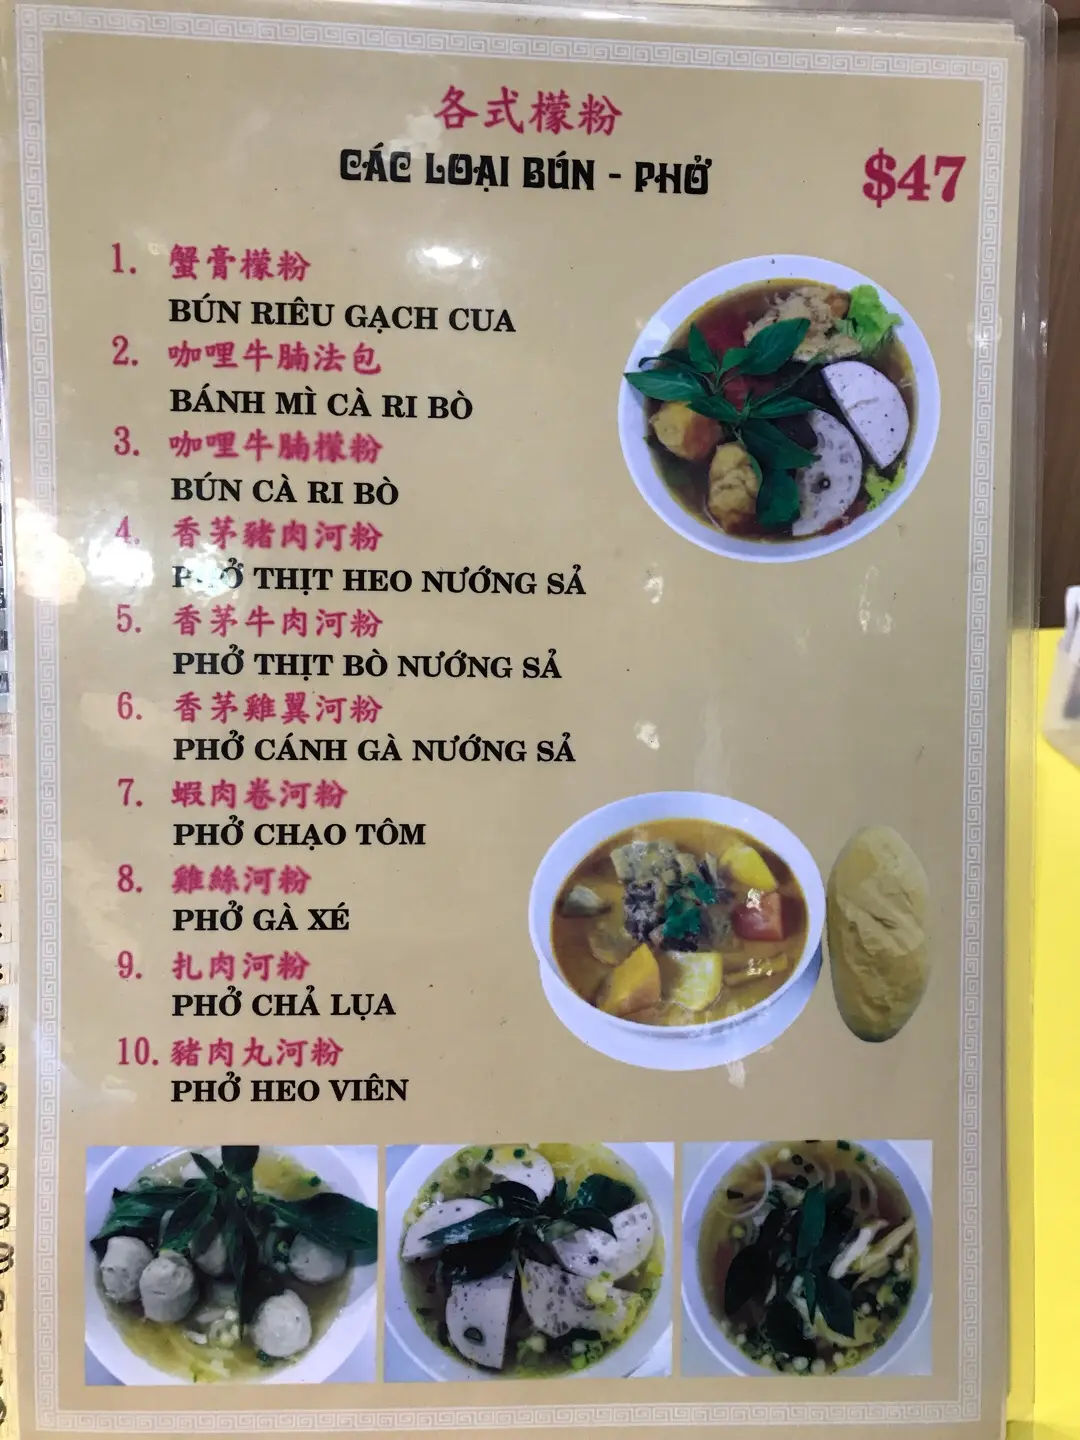 各式檬粉
CÁC LOẠI BÚN - PHỞ
$47
1. 蟹膏檬粉
BÚN RIÊU GẠCH CUA
2. 咖哩牛腩法包
BÁNH MÌ CÀ RI BÒ
3. 咖哩牛腩檬粉
BÚN CÀ RI BÒ
4. 香茅豬肉河粉
PHỞ THỊT HEO NƯỚNG SẢ
5. 香茅牛肉河粉
PHỞ THỊT BÒ NƯỚNG SẢ
6. 香茅雞翼河粉
PHỞ CÁNH GÀ NƯỚNG SẢ
7. 蝦肉卷河粉
PHỞ CHẠO TÔM
8. 雞絲河粉
PHỞ GÀ XÉ
9. 扎肉河粉
PHỞ CHẢ LỤA
10. 豬肉丸河粉
PHỞ HEO VIÊN